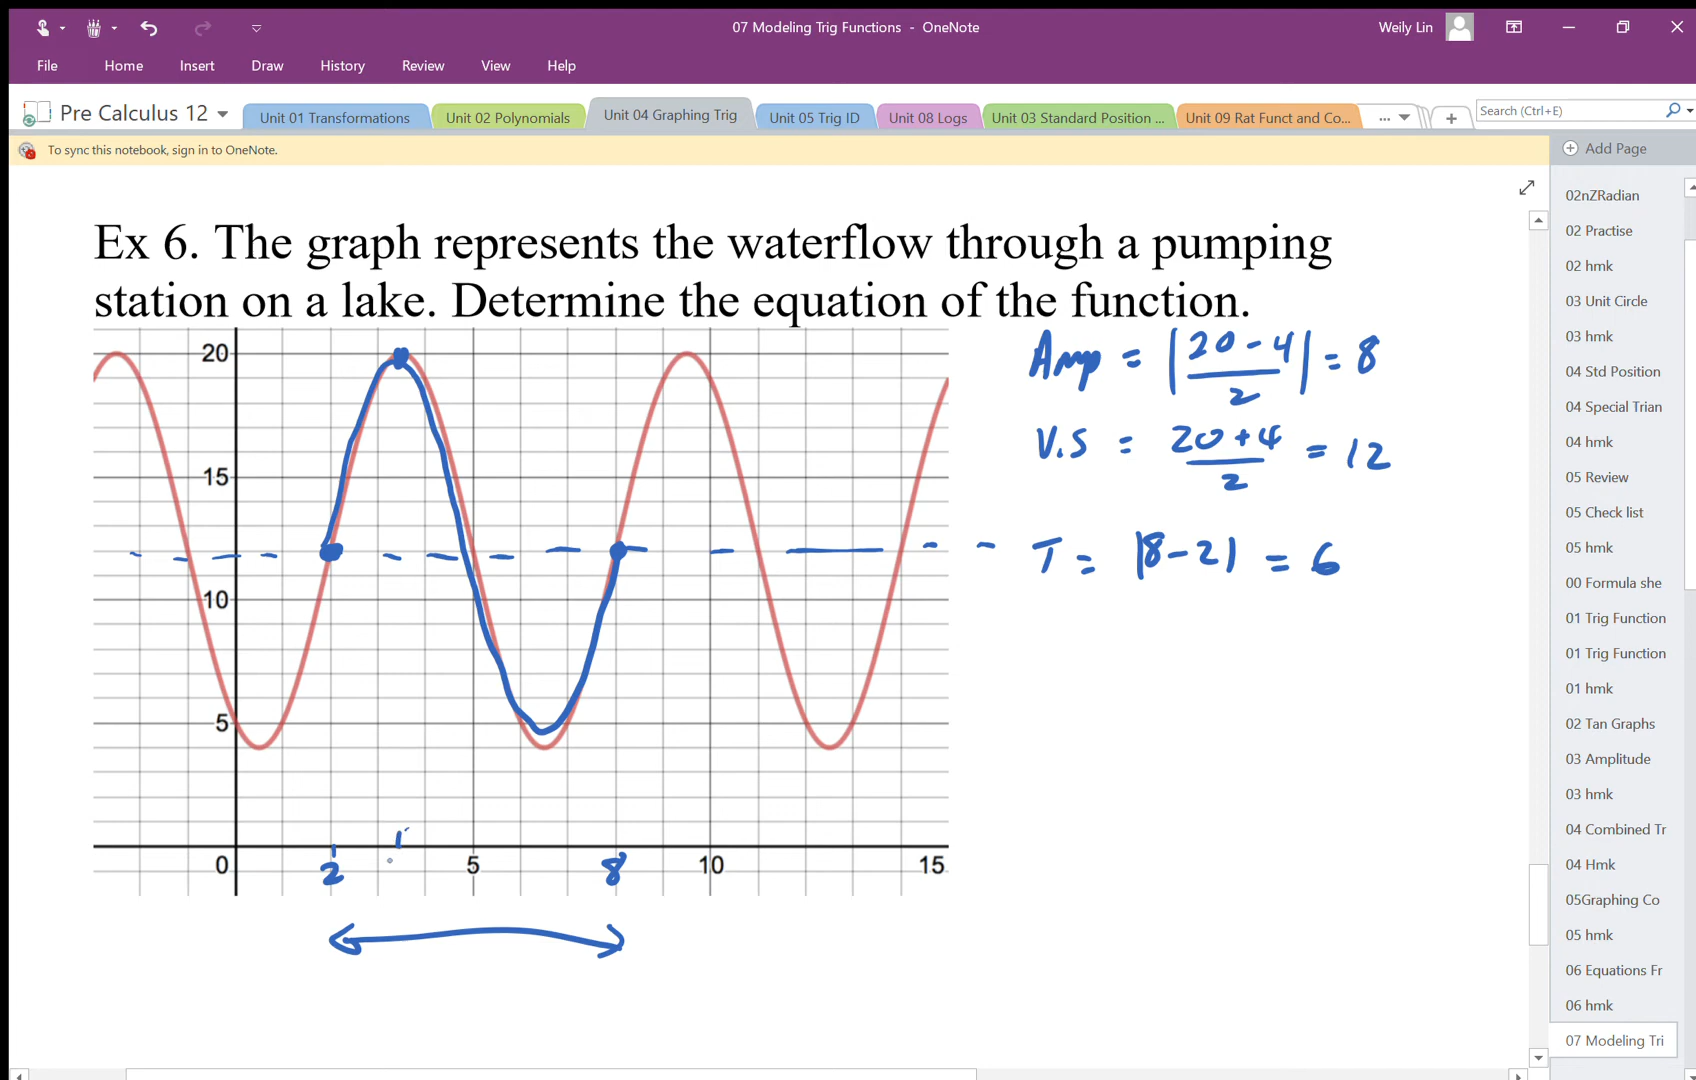 07 Modeling Trig Functions - OneNote
Weily Lin
File Home Insert Draw History Review View Help
Pre Calculus 12
Unit 01 Transformations
Unit 02 Polynomials
Unit 04 Graphing Trig
Unit 05 Trig ID
Unit 08 Logs
Unit 03 Standard Position ...
Unit 09 Rat Funct and Co...
...
Search (Ctrl+E)
To sync this notebook, sign in to OneNote.
Add Page
Ex 6. The graph represents the waterflow through a pumping
station on a lake. Determine the equation of the function.
20
15
10
5
0
5
10
15
2
8
Amp = |20-4/2| = 8
V.S = 20+4/2 = 12
T = |8-2| = 6
02nZRadian
02 Practise
02 hmk
03 Unit Circle
03 hmk
04 Std Position
04 Special Trian
04 hmk
05 Review
05 Check list
05 hmk
00 Formula she
01 Trig Function
01 Trig Function
01 hmk
02 Tan Graphs
03 Amplitude
03 hmk
04 Combined Tr
04 Hmk
05Graphing Co
05 hmk
06 Equations Fr
06 hmk
07 Modeling Tri